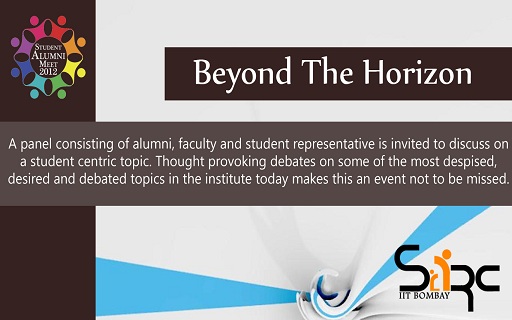 STUDENT
ALUMNI
MEET
2012
Beyond The Horizon
A panel consisting of alumni, faculty and student representative is invited to discuss on
a student centric topic. Thought provoking debates on some of the most despised,
desired and debated topics in the institute today makes this an event not to be missed.
SARC
IIT BOMBAY